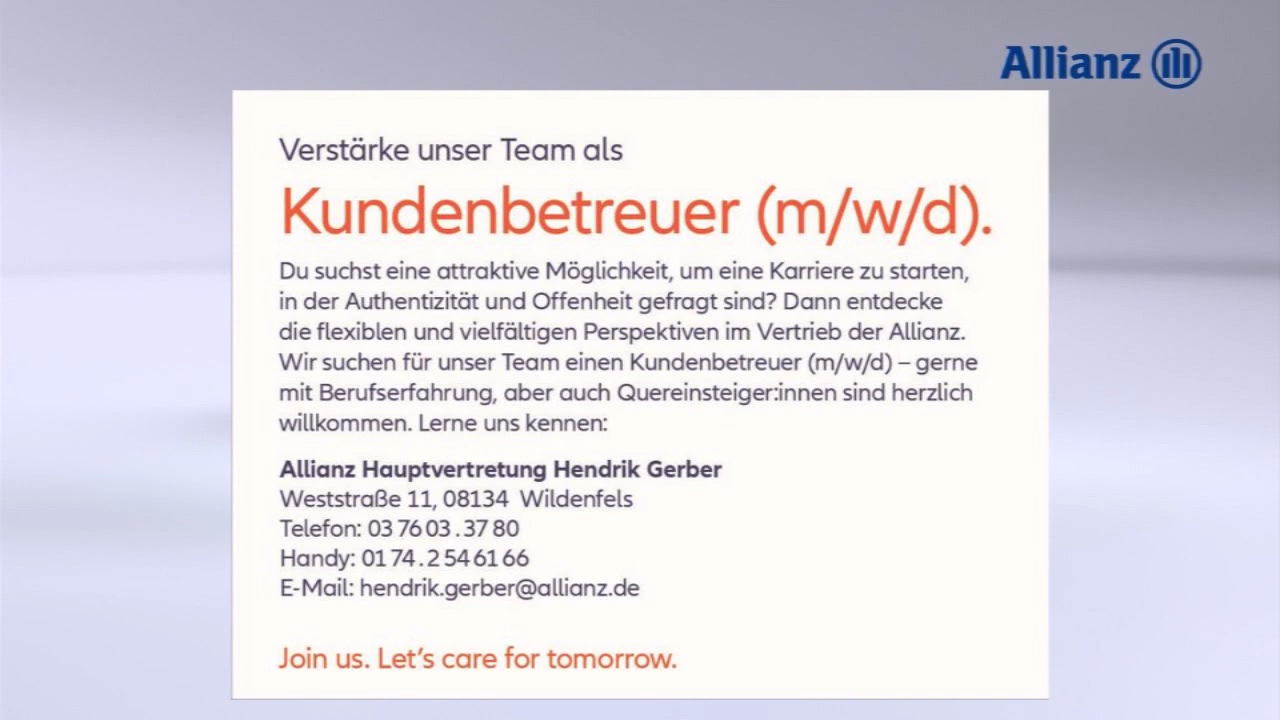 Allianz
Verstärke unser Team als
Kundenbetreuer (m/w/d).
Du suchst eine attraktive Möglichkeit, um eine Karriere zu starten,
in der Authentizität und Offenheit gefragt sind? Dann entdecke
die flexiblen und vielfältigen Perspektiven im Vertrieb der Allianz.
Wir suchen für unser Team einen Kundenbetreuer (m/w/d) – gerne
mit Berufserfahrung, aber auch Quereinsteiger:innen sind herzlich
willkommen. Lerne uns kennen:
Allianz Hauptvertretung Hendrik Gerber
Weststraße 11, 08134 Wildenfels
Telefon: 03 76 03 . 37 80
Handy: 01 74 . 2 54 61 66
E-Mail: hendrik.gerber@allianz.de
Join us. Let’s care for tomorrow.